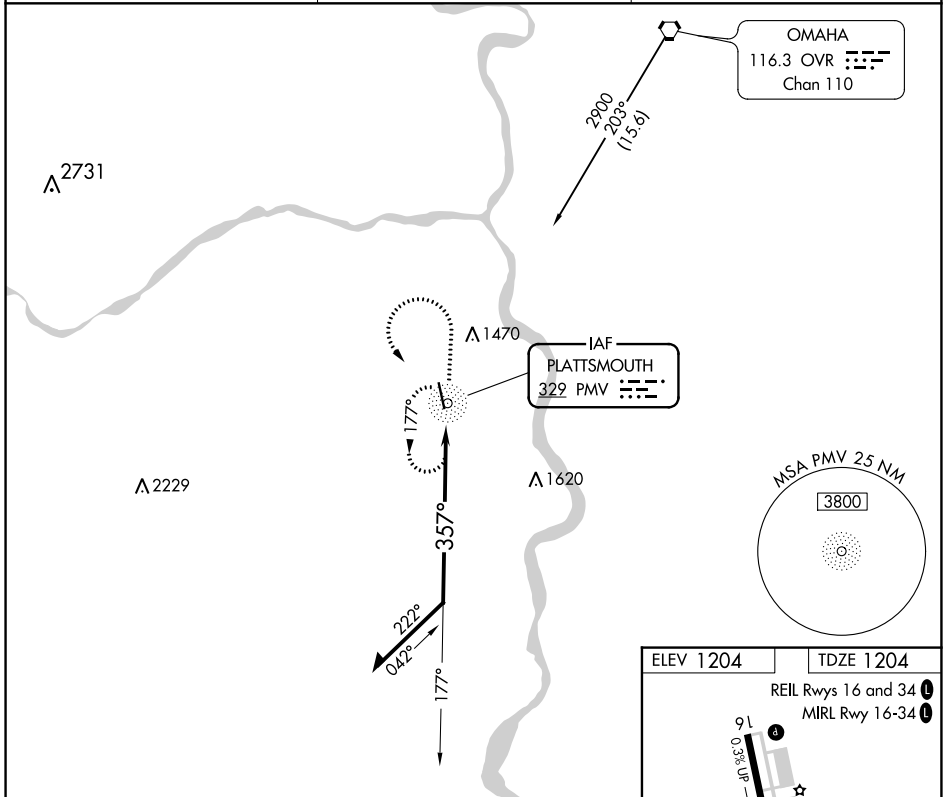 OMAHA
116.3 OVR
Chan 110
2900
203°
(15.6)
2731
1470
IAF
PLATTSMOUTH
329 PMV
177°
2229
1620
MSA PMV 25 NM
3800
357°
222°
042°
177°
ELEV 1204
TDZE 1204
REIL Rwys 16 and 34 L
MIRL Rwy 16-34 L
16
P
0.3% UP